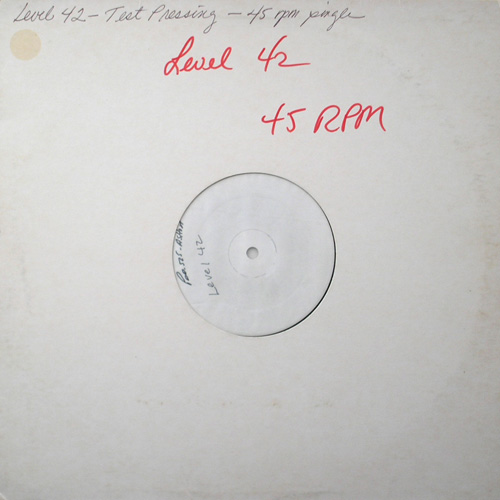 Level 42 - Test Pressing - 45 rpm single
Level 42
45 RPM
Level 42